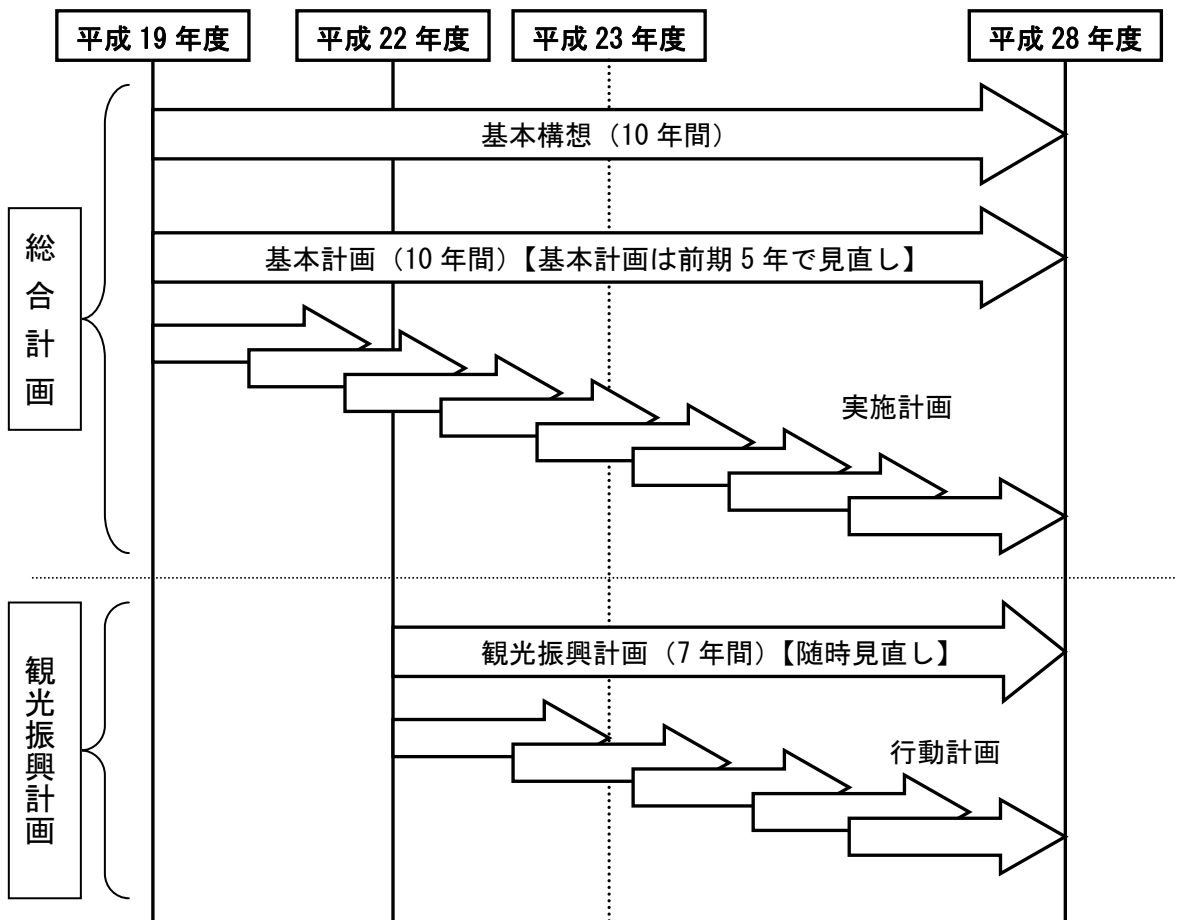 平成 19 年度
平成 22 年度
平成 23 年度
平成 28 年度
総合計画
基本構想（10 年間）
基本計画（10 年間）【基本計画は前期 5 年で見直し】
実施計画
観光振興計画
観光振興計画（7 年間）【随時見直し】
行動計画